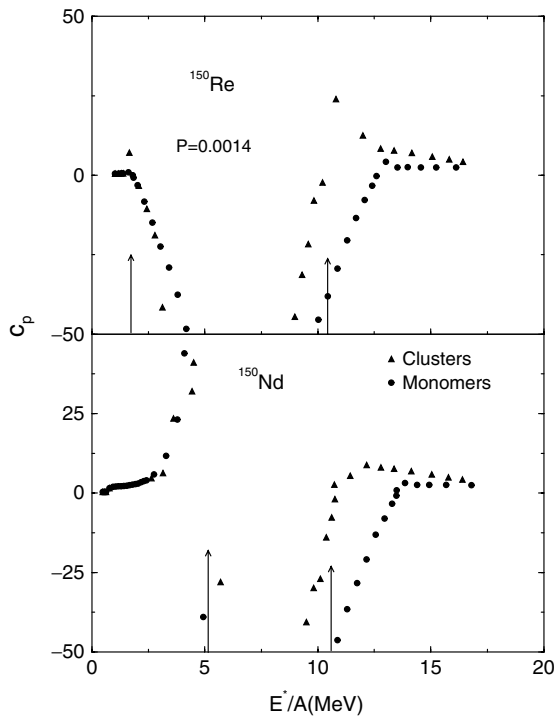 50
¹⁵⁰Re
P=0.0014
0
−50
c_p
¹⁵⁰Nd
Clusters
Monomers
25
0
−25
−50
0 5 10 15 20
E*/A(MeV)